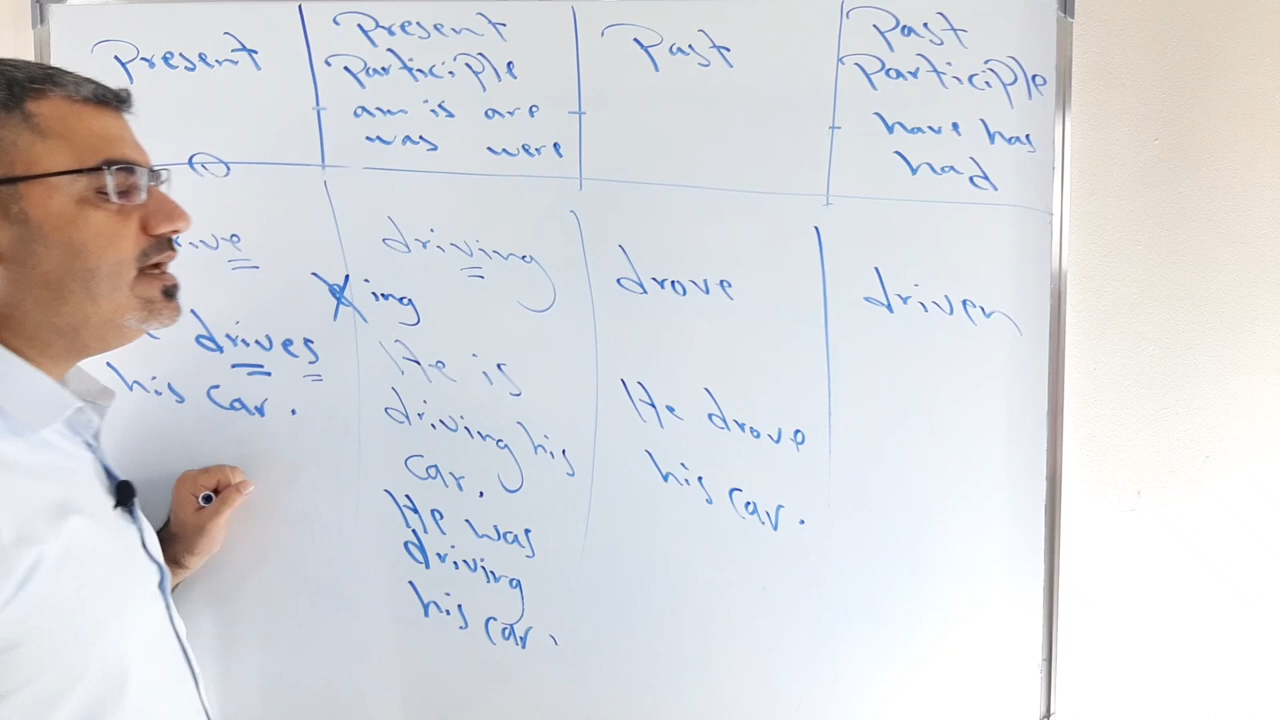 Present
Present
Participle
am is are
was were
Past
Past
Participle
have has
had
driving
ing
He is
driving his
car.
He was
driving
his car.
drives
his car.
drove
He drove
his car.
driven